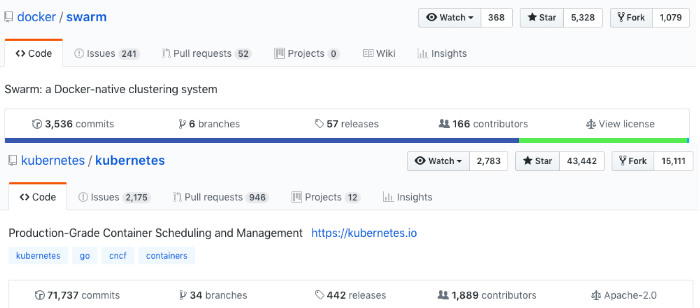 docker / swarm Watch 368 Star 5,328 Fork 1,079
Code Issues 241 Pull requests 52 Projects 0 Wiki Insights
Swarm: a Docker-native clustering system
3,536 commits 6 branches 57 releases 166 contributors View license
kubernetes / kubernetes Watch 2,783 Star 43,442 Fork 15,111
Code Issues 2,175 Pull requests 946 Projects 12 Insights
Production-Grade Container Scheduling and Management https://kubernetes.io
kubernetes go cncf containers
71,737 commits 34 branches 442 releases 1,889 contributors Apache-2.0